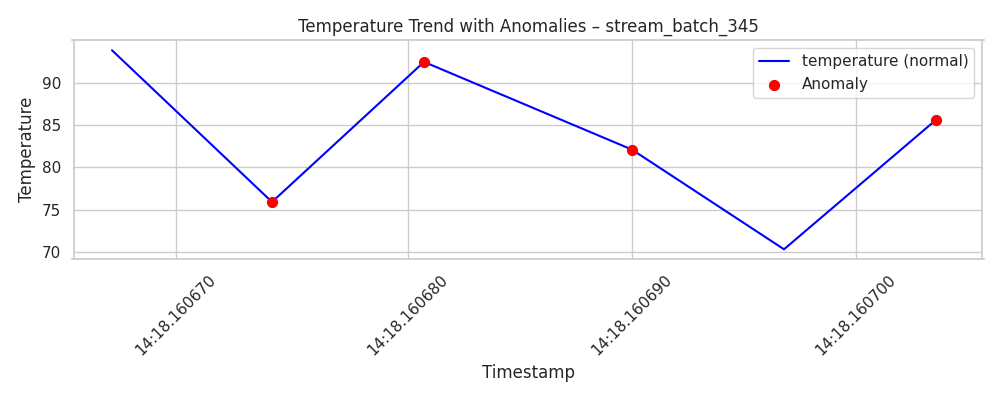 Temperature Trend with Anomalies – stream_batch_345
temperature (normal)
Anomaly
Temperature
90
85
80
75
70
14:18.160670
14:18.160680
14:18.160690
14:18.160700
Timestamp